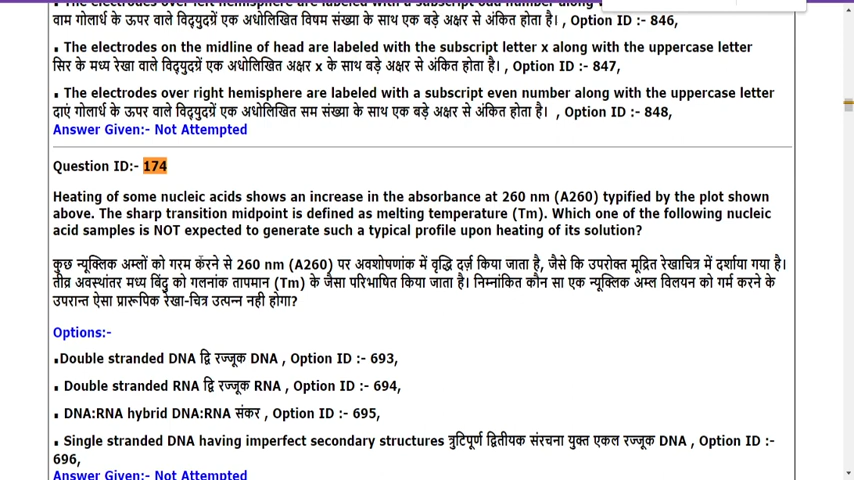 वाम गोलार्ध के ऊपर वाले विद्युदग्रें एक अधोलिखित विषम संख्या के साथ एक बड़े अक्षर से अंकित होता है। , Option ID :- 846,
▪ The electrodes on the midline of head are labeled with the subscript letter x along with the uppercase letter
सिर के मध्य रेखा वाले विद्युदग्रें एक अधोलिखित अक्षर x के साथ बड़े अक्षर से अंकित होता है। , Option ID :- 847,
▪ The electrodes over right hemisphere are labeled with a subscript even number along with the uppercase letter
दाएं गोलार्ध के ऊपर वाले विद्युदग्रें एक अधोलिखित सम संख्या के साथ एक बड़े अक्षर से अंकित होता है। , Option ID :- 848,
Answer Given:- Not Attempted
Question ID:- 174
Heating of some nucleic acids shows an increase in the absorbance at 260 nm (A260) typified by the plot shown
above. The sharp transition midpoint is defined as melting temperature (Tm). Which one of the following nucleic
acid samples is NOT expected to generate such a typical profile upon heating of its solution?
कुछ न्यूक्लिक अम्लों को गरम करने से 260 nm (A260) पर अवशोषणांक में वृद्धि दर्ज़ किया जाता है, जैसे कि उपरोक्त मूद्रित रेखाचित्र में दर्शाया गया है।
तीव्र अवस्थांतर मध्य बिंदु को गलनांक तापमान (Tm) के जैसा परिभाषित किया जाता है। निम्नांकित कौन सा एक न्यूक्लिक अम्ल विलयन को गर्म करने के
उपरान्त ऐसा प्रारूपिक रेखा-चित्र उत्पन्न नही होगा?
Options:-
▪Double stranded DNA द्वि रज्जूक DNA , Option ID :- 693,
▪ Double stranded RNA द्वि रज्जूक RNA , Option ID :- 694,
▪ DNA:RNA hybrid DNA:RNA संकर , Option ID :- 695,
▪ Single stranded DNA having imperfect secondary structures त्रुटिपूर्ण द्वितीयक संरचना युक्त एकल रज्जूक DNA , Option ID :-
696,
Answer Given:- Not Attempted